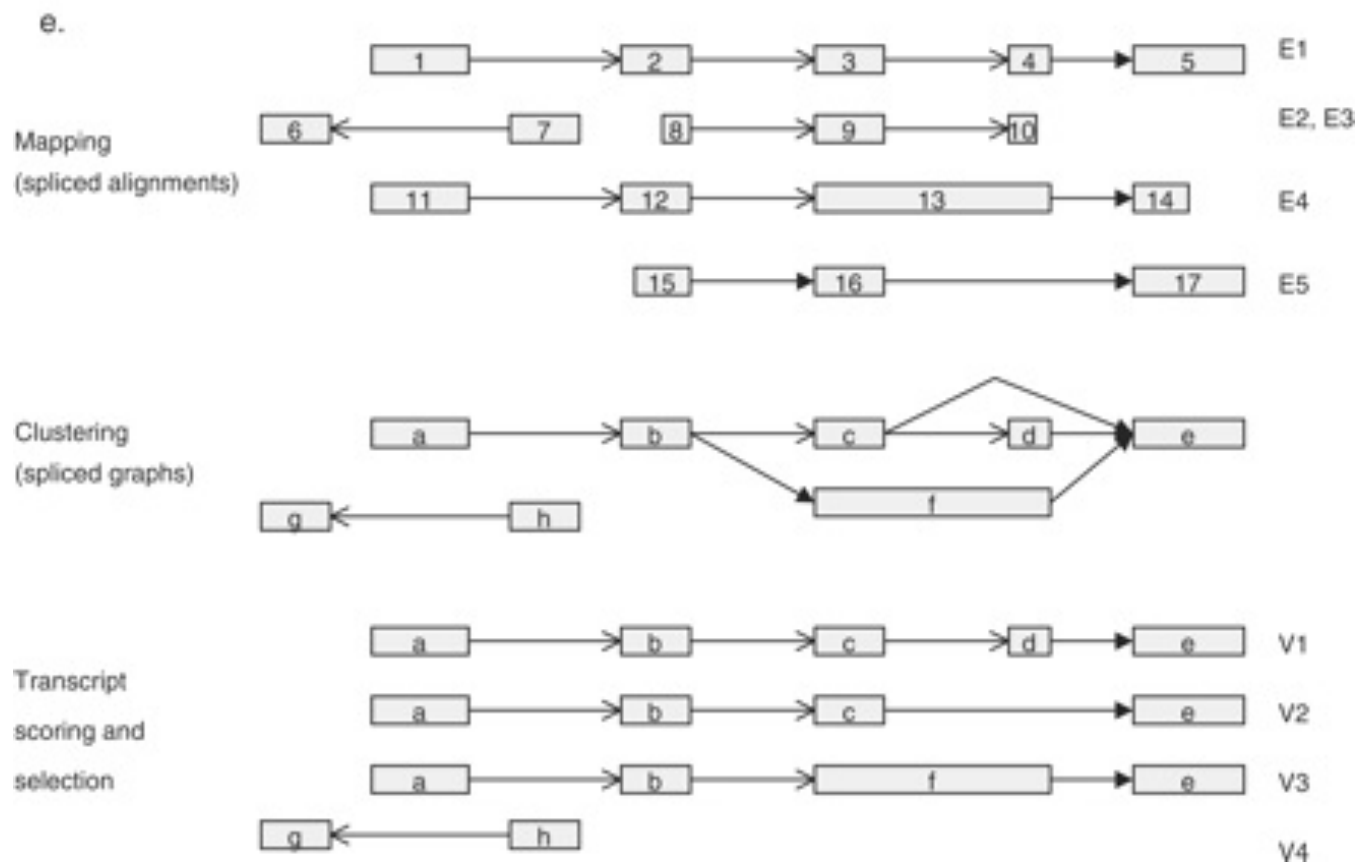 e.
1 2 3 4 5 E1
6 7 8 9 10 E2, E3
Mapping
(spliced alignments)
11 12 13 14 E4
15 16 17 E5
a b c d e
Clustering
(spliced graphs)
f
g h
a b c d e V1
Transcript
a b c e V2
scoring and
a b f e V3
selection
g h V4